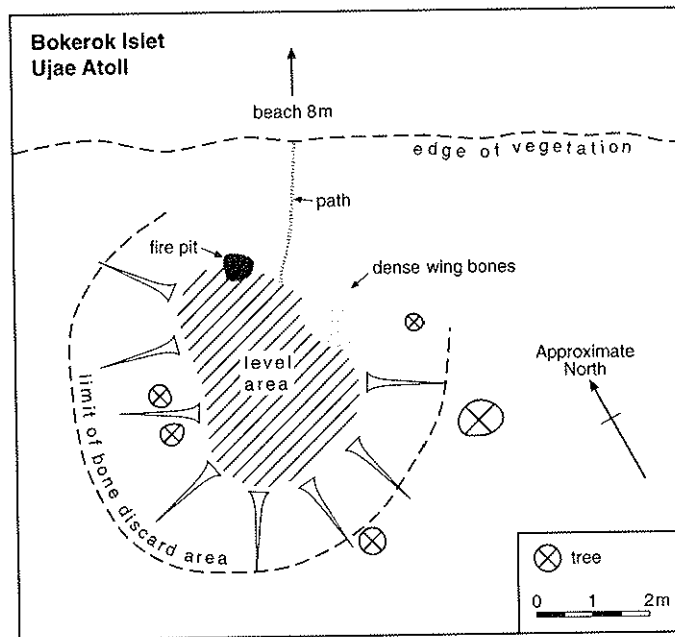 Bokerok Islet
Ujae Atoll
beach 8m
edge of vegetation
path
fire pit
dense wing bones
level
area
Approximate
North
limit of bone discard area
tree
0 1 2m